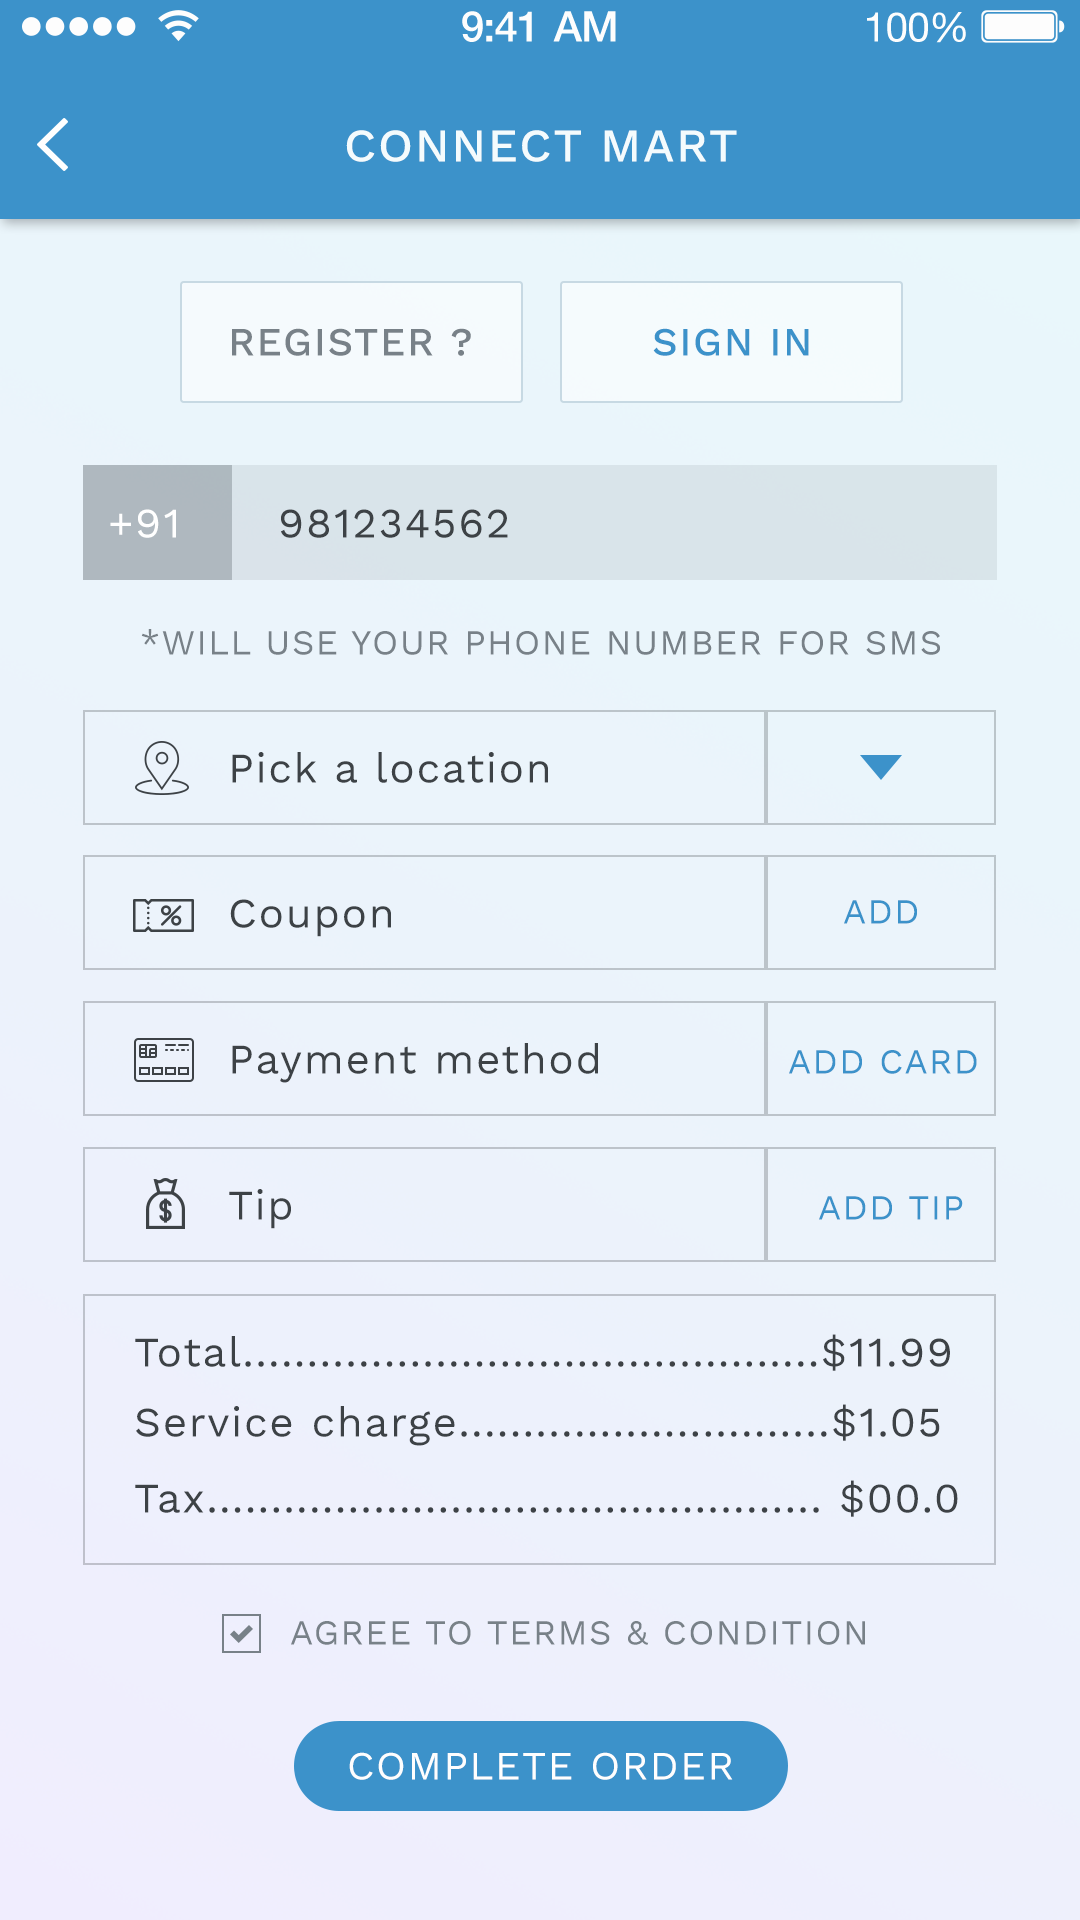 9:41 AM 100%
CONNECT MART
REGISTER ? SIGN IN
+91 981234562
*WILL USE YOUR PHONE NUMBER FOR SMS
Pick a location
% Coupon ADD
Payment method ADD CARD
$ Tip ADD TIP
Total.............................................$11.99
Service charge.............................$1.05
Tax................................................ $00.0
AGREE TO TERMS & CONDITION
COMPLETE ORDER